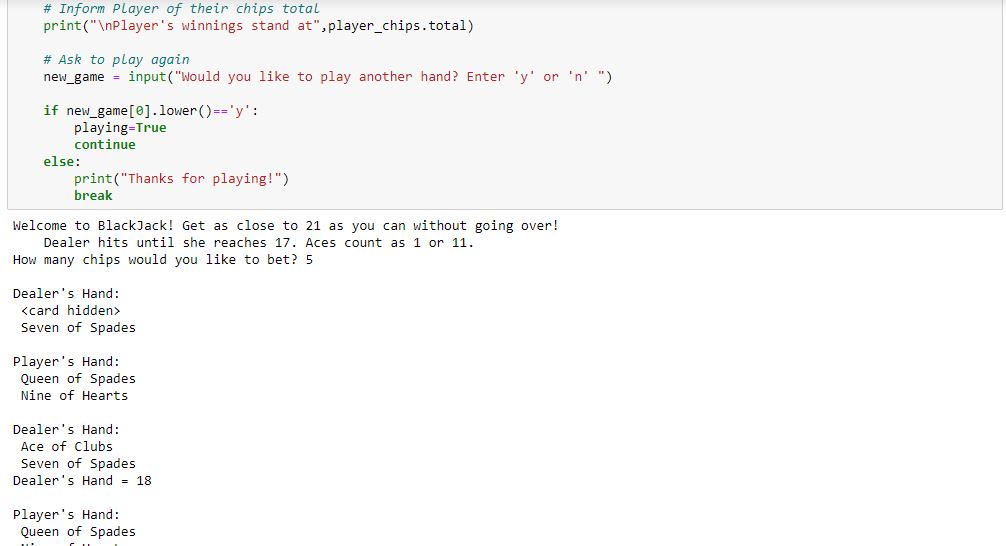 # Inform Player of their chips total
print("\nPlayer's winnings stand at",player_chips.total)
# Ask to play again
new_game = input("Would you like to play another hand? Enter 'y' or 'n' ")
if new_game[0].lower()=='y':
playing=True
continue
else:
print("Thanks for playing!")
break
Welcome to BlackJack! Get as close to 21 as you can without going over!
Dealer hits until she reaches 17. Aces count as 1 or 11.
How many chips would you like to bet? 5
Dealer's Hand:
<card hidden>
Seven of Spades
Player's Hand:
Queen of Spades
Nine of Hearts
Dealer's Hand:
Ace of Clubs
Seven of Spades
Dealer's Hand = 18
Player's Hand:
Queen of Spades